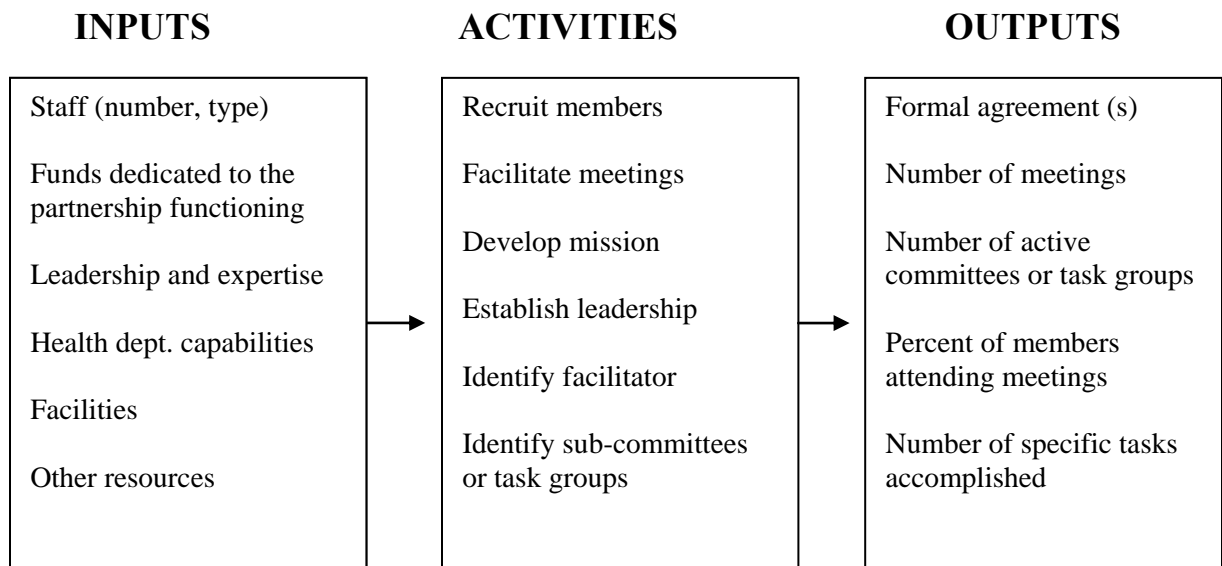 INPUTS
ACTIVITIES
OUTPUTS
Staff (number, type)
Funds dedicated to the
partnership functioning
Leadership and expertise
Health dept. capabilities
Facilities
Other resources
Recruit members
Facilitate meetings
Develop mission
Establish leadership
Identify facilitator
Identify sub-committees
or task groups
Formal agreement (s)
Number of meetings
Number of active
committees or task groups
Percent of members
attending meetings
Number of specific tasks
accomplished